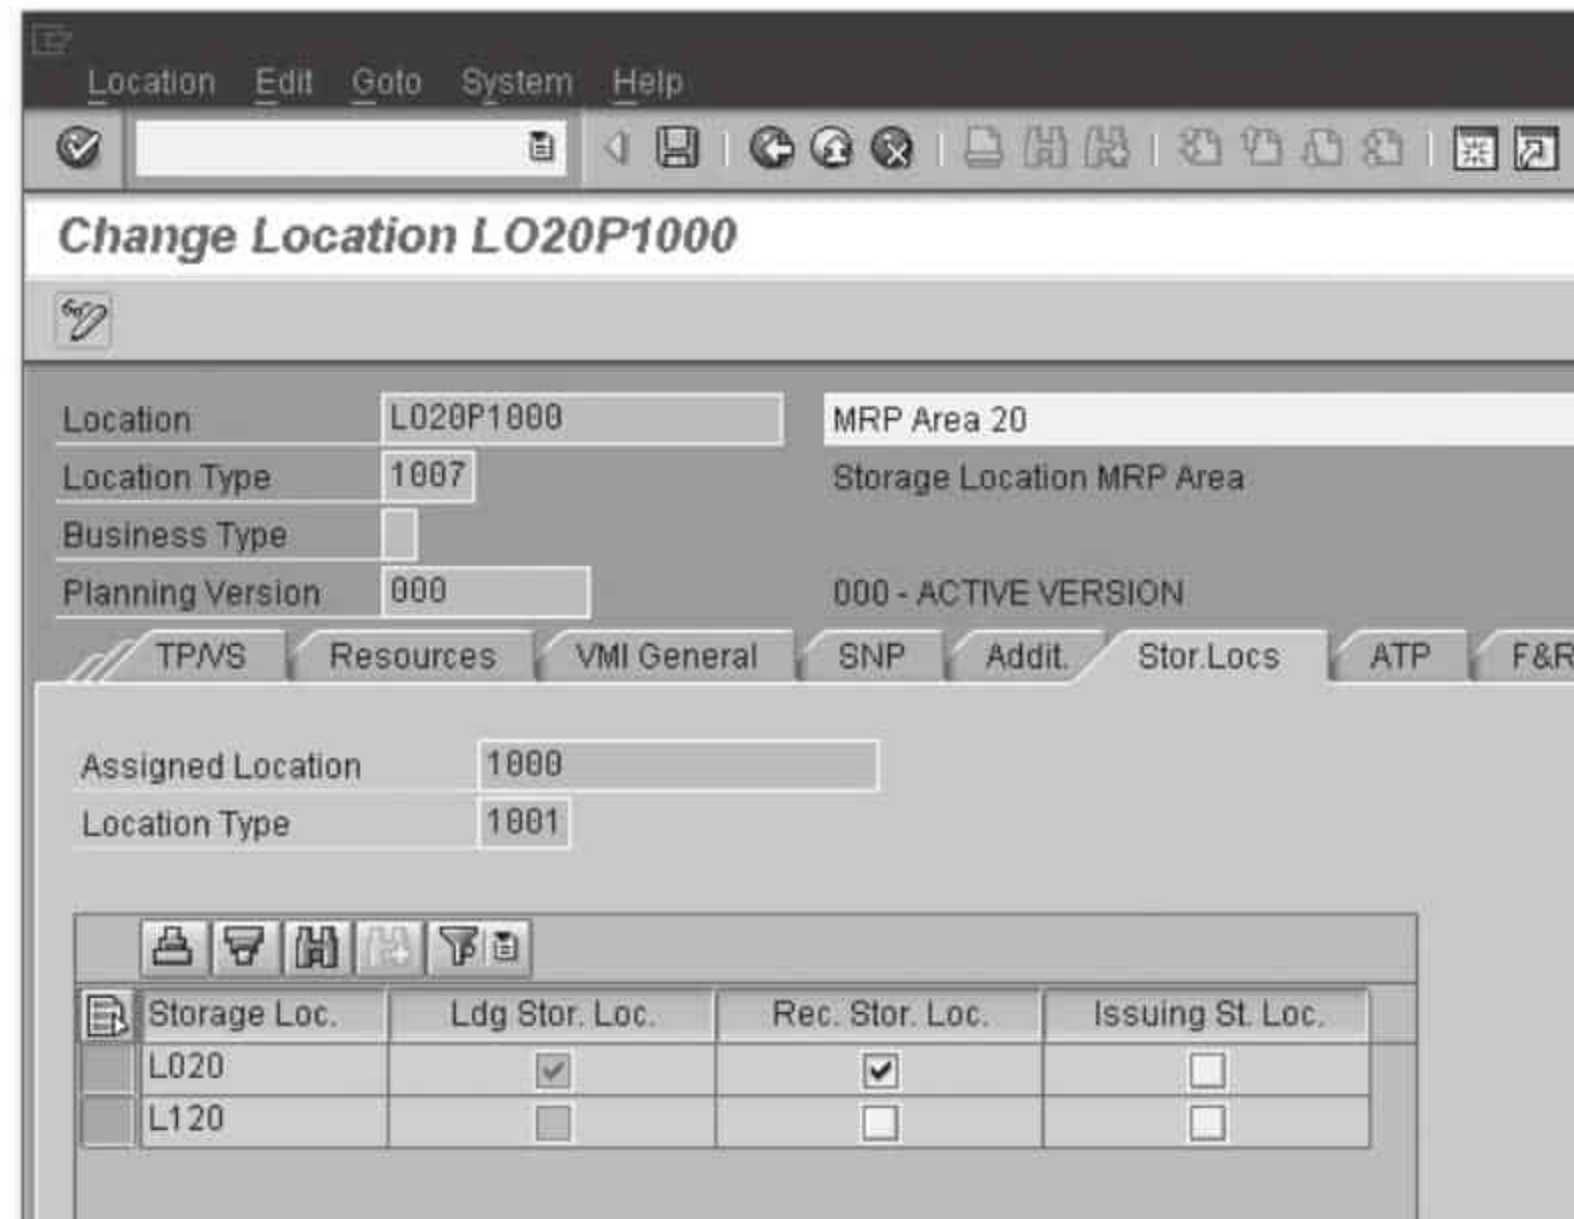 Location Edit Goto System Help
Change Location LO20P1000
Location LO20P1000 MRP Area 20
Location Type 1007 Storage Location MRP Area
Business Type
Planning Version 000 000 - ACTIVE VERSION
TP/VS Resources VMI General SNP Addit. Stor.Locs ATP F&R
Assigned Location 1000
Location Type 1001
Storage Loc. Ldg Stor. Loc. Rec. Stor. Loc. Issuing St. Loc.
L020
L120